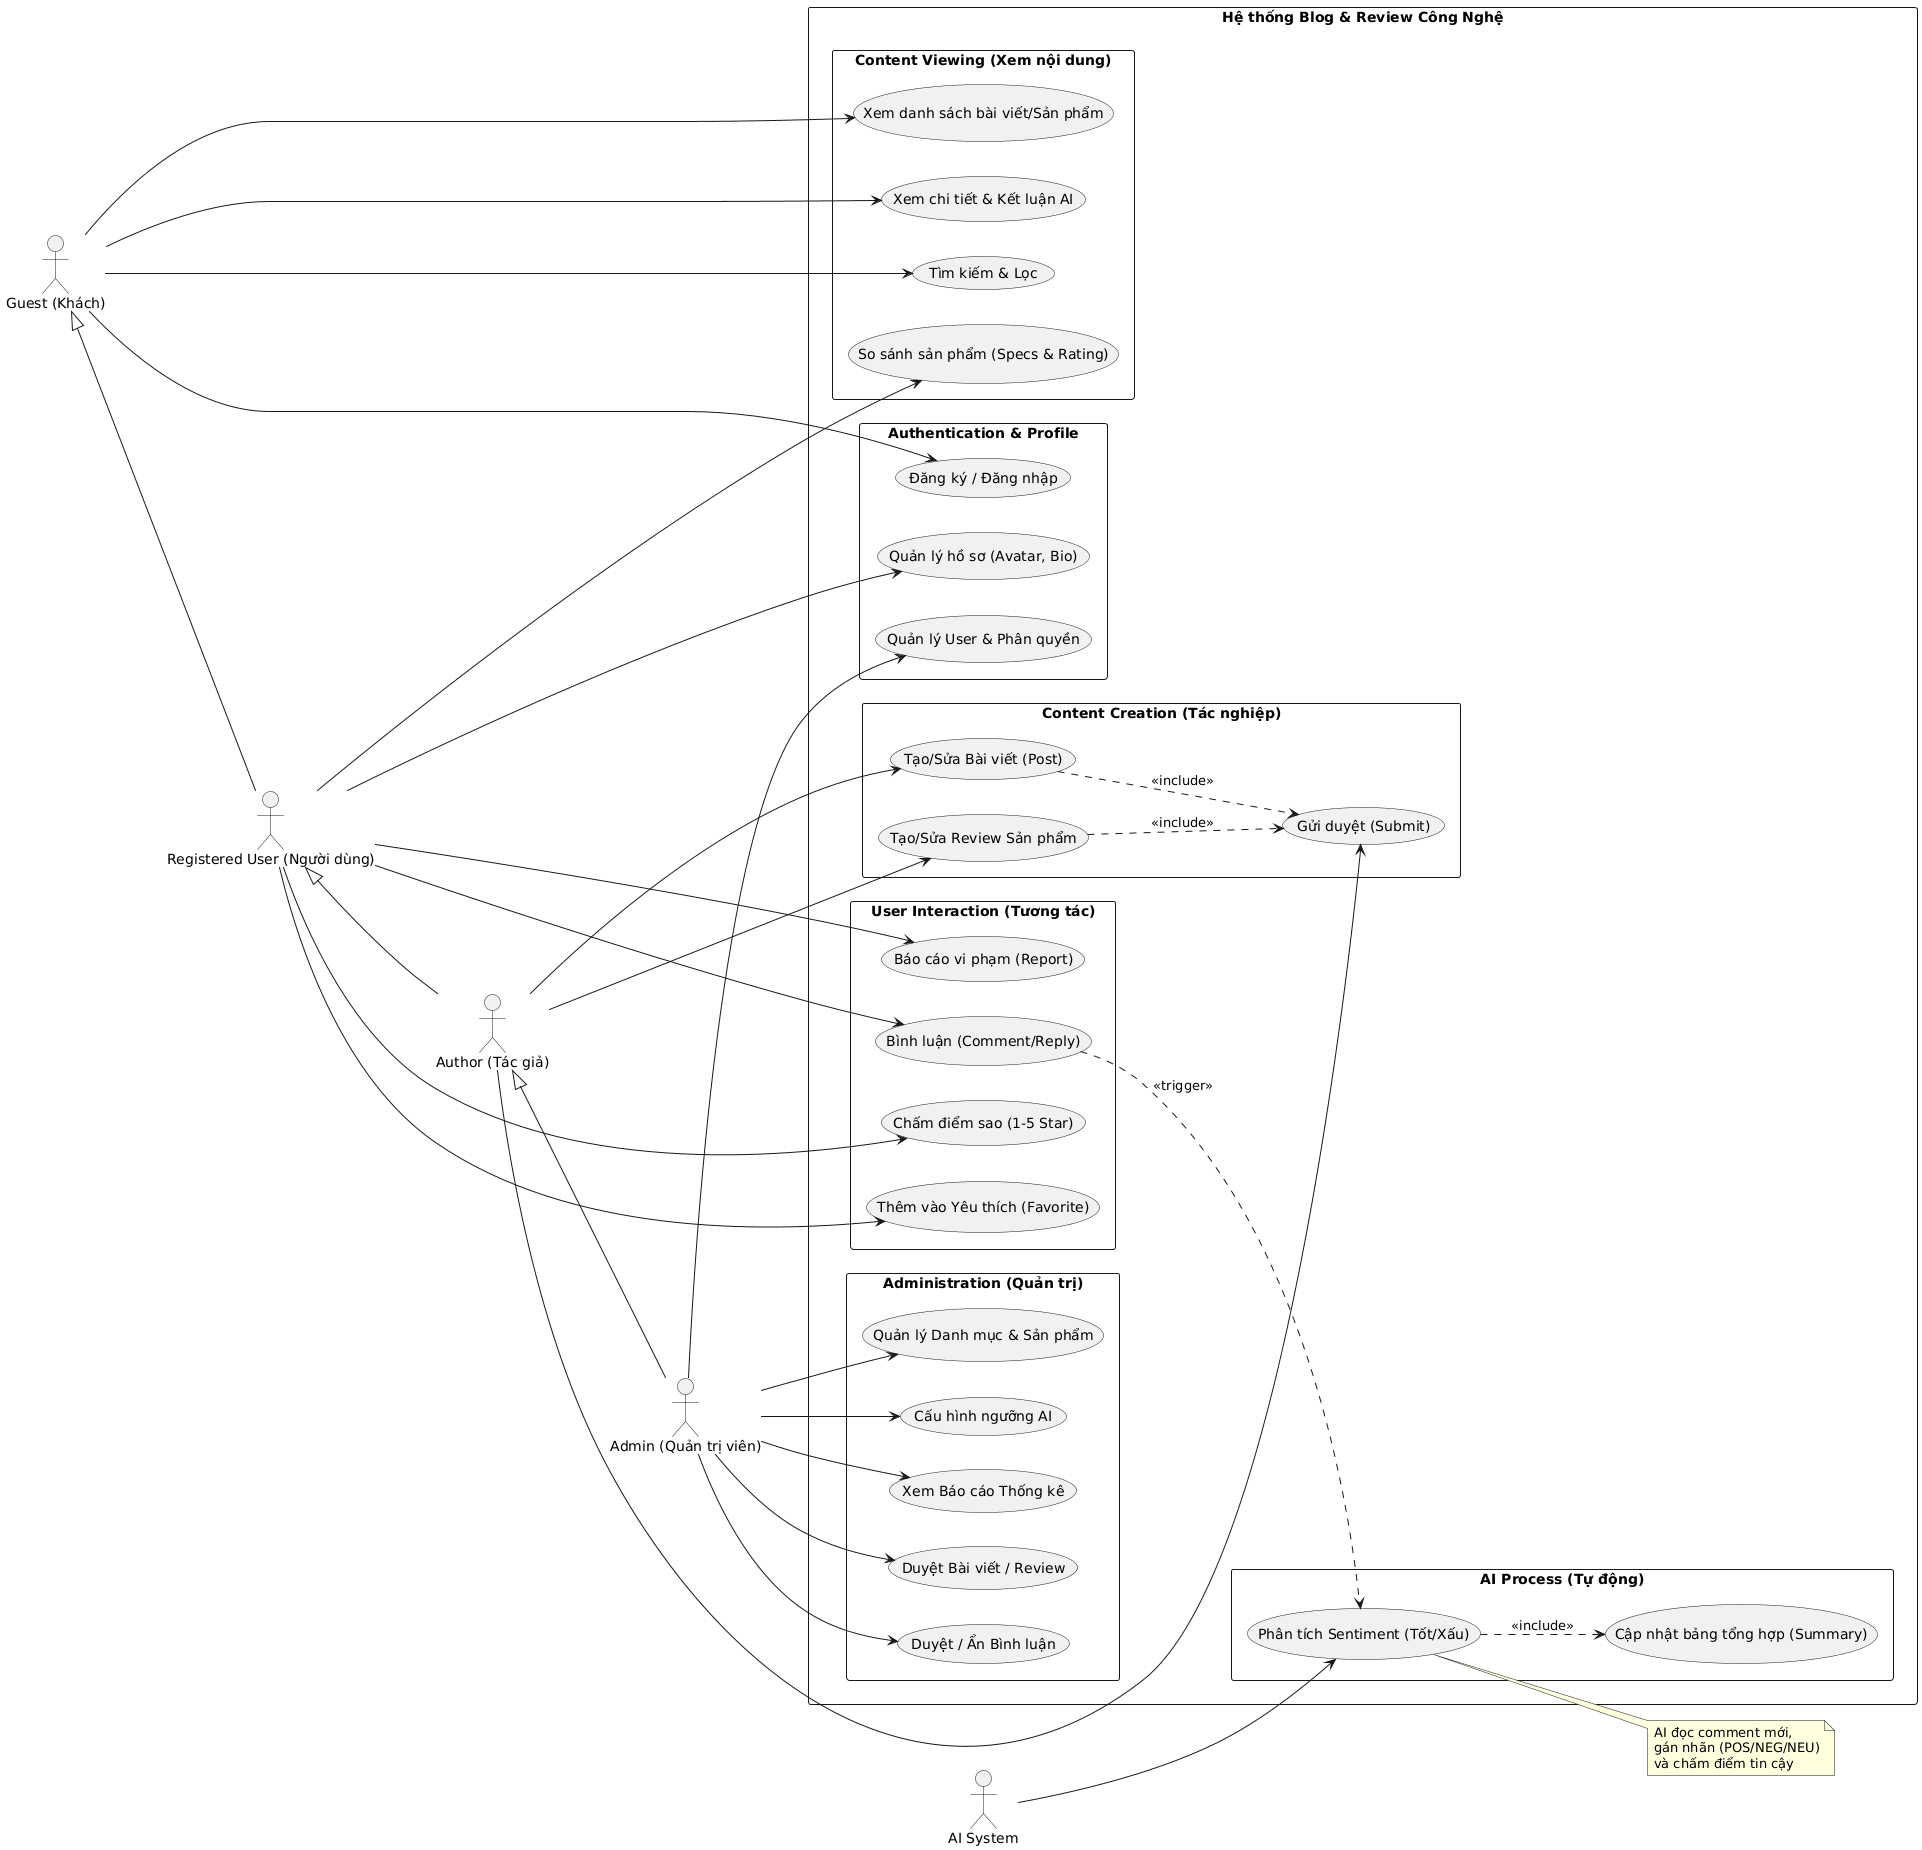 Hệ thống Blog & Review Công Nghệ
Content Viewing (Xem nội dung)
Xem danh sách bài viết/Sản phẩm
Xem chi tiết & Kết luận AI
Tìm kiếm & Lọc
So sánh sản phẩm (Specs & Rating)
Guest (Khách)
Authentication & Profile
Đăng ký / Đăng nhập
Quản lý hồ sơ (Avatar, Bio)
Quản lý User & Phân quyền
Content Creation (Tác nghiệp)
Tạo/Sửa Bài viết (Post)
«include»
Tạo/Sửa Review Sản phẩm
«include»
Gửi duyệt (Submit)
Registered User (Người dùng)
User Interaction (Tương tác)
Báo cáo vi phạm (Report)
Bình luận (Comment/Reply)
«trigger»
Chấm điểm sao (1-5 Star)
Thêm vào Yêu thích (Favorite)
Author (Tác giả)
Administration (Quản trị)
Quản lý Danh mục & Sản phẩm
Cấu hình ngưỡng AI
Xem Báo cáo Thống kê
Duyệt Bài viết / Review
Duyệt / Ẩn Bình luận
Admin (Quản trị viên)
AI Process (Tự động)
Phân tích Sentiment (Tốt/Xấu)
«include»
Cập nhật bảng tổng hợp (Summary)
AI đọc comment mới,
gán nhãn (POS/NEG/NEU)
và chấm điểm tin cậy
AI System